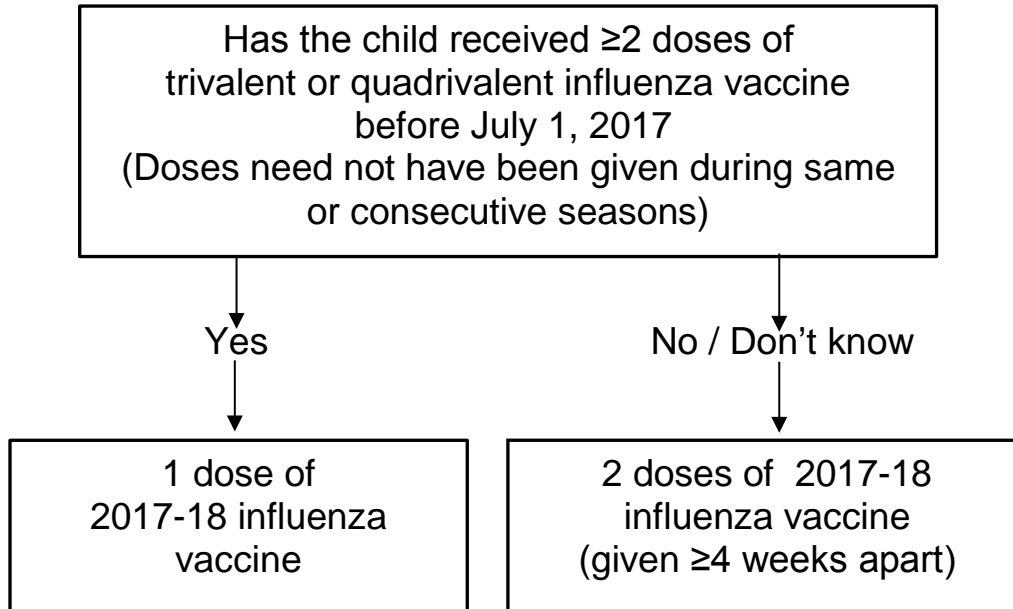 Has the child received ≥2 doses of
trivalent or quadrivalent influenza vaccine
before July 1, 2017
(Doses need not have been given during same
or consecutive seasons)
Yes
No / Don’t know
1 dose of
2017-18 influenza
vaccine
2 doses of 2017-18
influenza vaccine
(given ≥4 weeks apart)